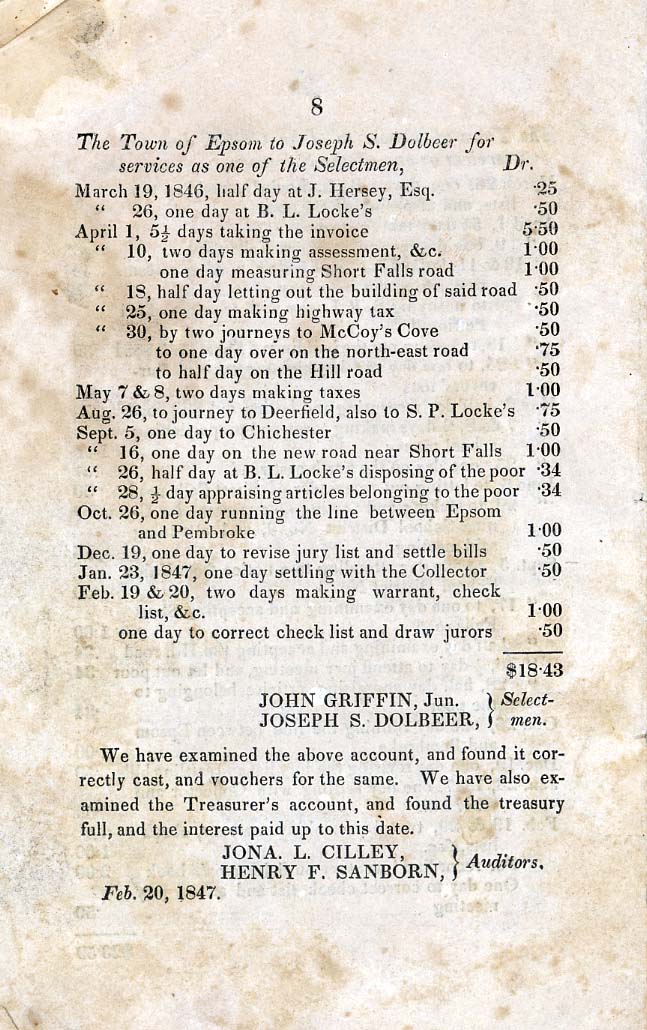 8
The Town of Epsom to Joseph S. Dolbeer for
services as one of the Selectmen, Dr.
March 19, 1846, half day at J. Hersey, Esq. ·25
“ 26, one day at B. L. Locke's ·50
April 1, 5½ days taking the invoice 5·50
“ 10, two days making assessment, &c. 1·00
one day measuring Short Falls road 1·00
“ 18, half day letting out the building of said road ·50
“ 25, one day making highway tax ·50
“ 30, by two journeys to McCoy's Cove ·50
to one day over on the north-east road ·75
to half day on the Hill road ·50
May 7 & 8, two days making taxes 1·00
Aug. 26, to journey to Deerfield, also to S. P. Locke's ·75
Sept. 5, one day to Chichester ·50
“ 16, one day on the new road near Short Falls 1·00
“ 26, half day at B. L. Locke's disposing of the poor ·34
“ 28, ½ day appraising articles belonging to the poor ·34
Oct. 26, one day running the line between Epsom
and Pembroke 1·00
Dec. 19, one day to revise jury list and settle bills ·50
Jan. 23, 1847, one day settling with the Collector ·50
Feb. 19 & 20, two days making warrant, check
list, &c. 1·00
one day to correct check list and draw jurors ·50
$18·43
JOHN GRIFFIN, Jun. } Select-
JOSEPH S. DOLBEER, } men.
We have examined the above account, and found it cor-
rectly cast, and vouchers for the same. We have also ex-
amined the Treasurer's account, and found the treasury
full, and the interest paid up to this date.
JONA. L. CILLEY,
HENRY F. SANBORN, } Auditors.
Feb. 20, 1847.